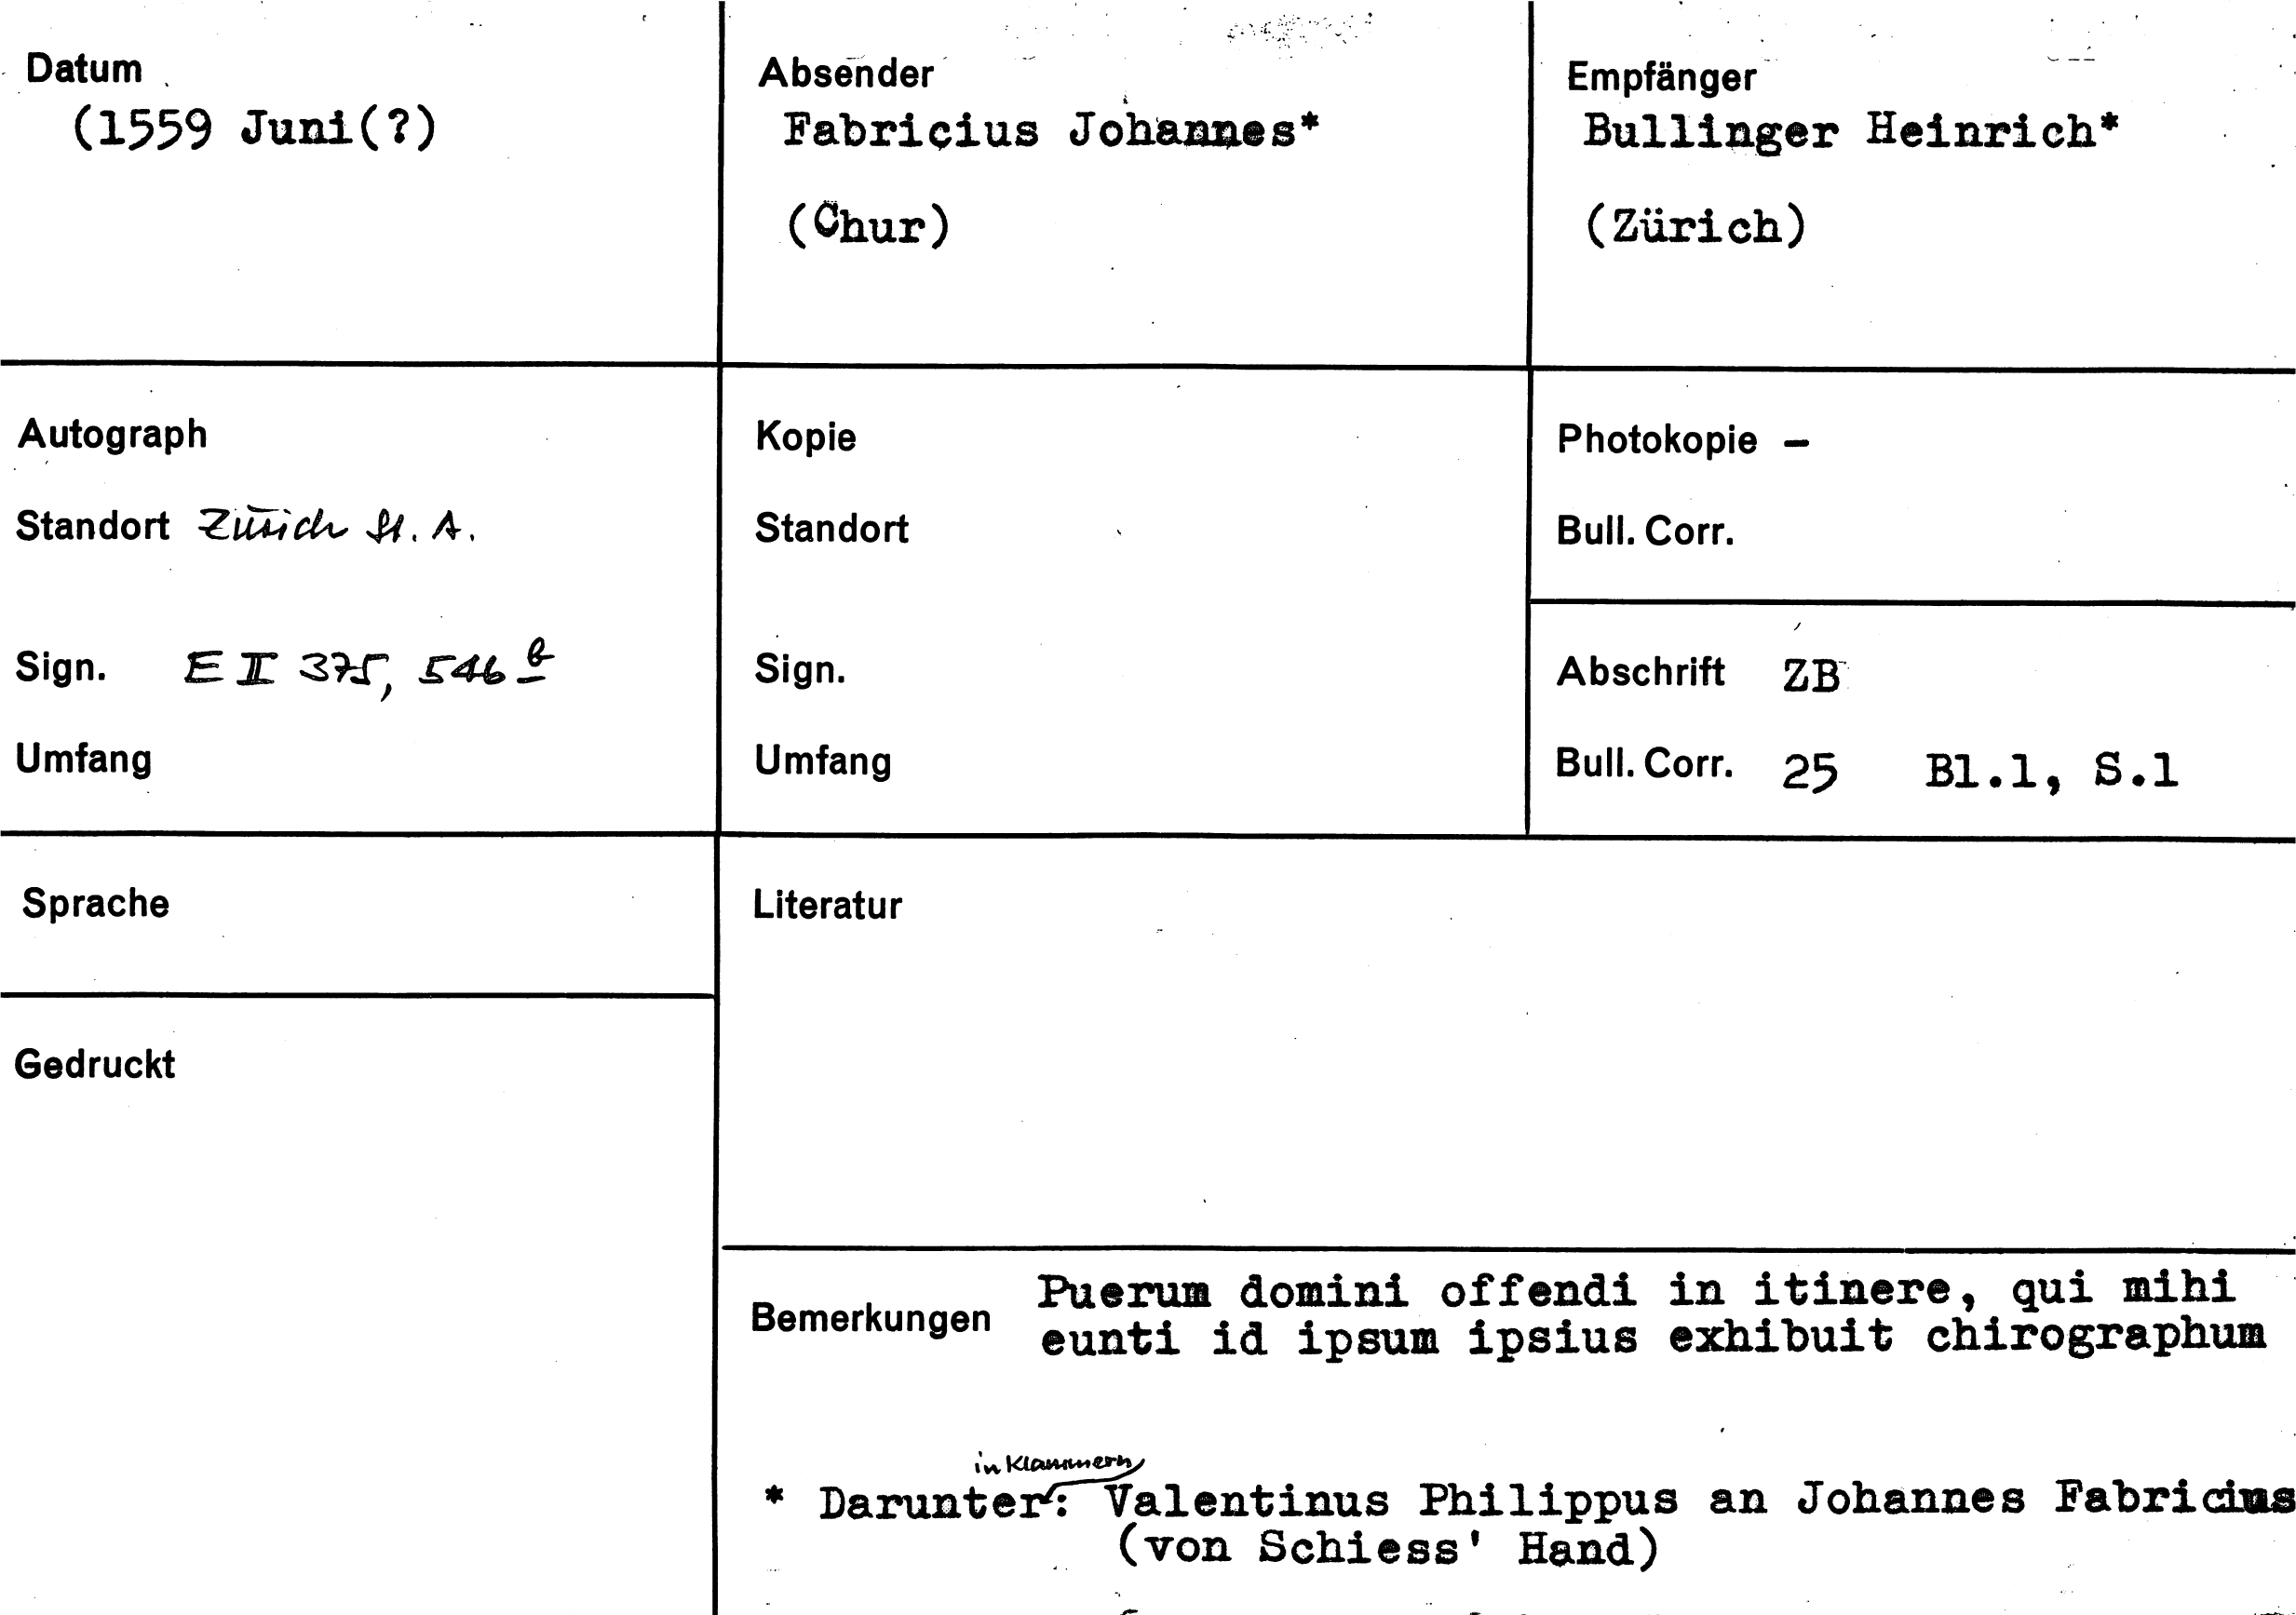 Datum
(1559 Juni(?)
Absender
Fabricius Johannes*
(Chur)
Empfänger
Bullinger Heinrich*
(Zürich)
Autograph
Standort Zürich St. A.
Sign. E II 375, 546 b
Umfang
Kopie
Standort
Sign.
Umfang
Photokopie –
Bull. Corr.
Abschrift ZB
Bull. Corr. 25 Bl.1, S.1
Sprache
Gedruckt
Literatur
Bemerkungen Puerum domini offendi in itinere, qui mihi
eunti id ipsum ipsius exhibuit chirographum
in Klammern
* Darunter: Valentinus Philippus an Johannes Fabricius
(von Schiess' Hand)